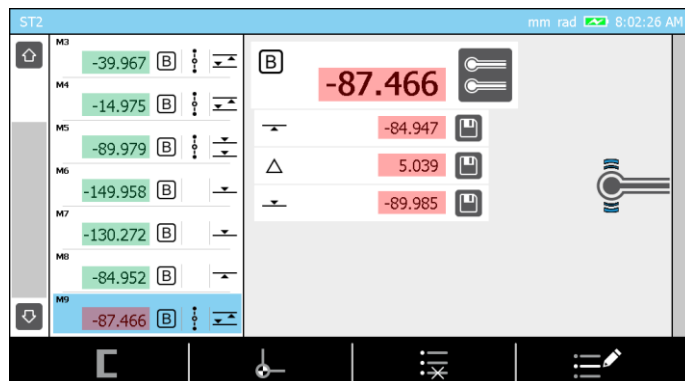 ST2 mm rad 8:02:26 AM
M3
-39.967 B
M4
-14.975 B
M5
-89.979 B
M6
-149.958 B
M7
-130.272 B
M8
-84.952 B
M9
-87.466 B
B
-87.466
-84.947
5.039
-89.985